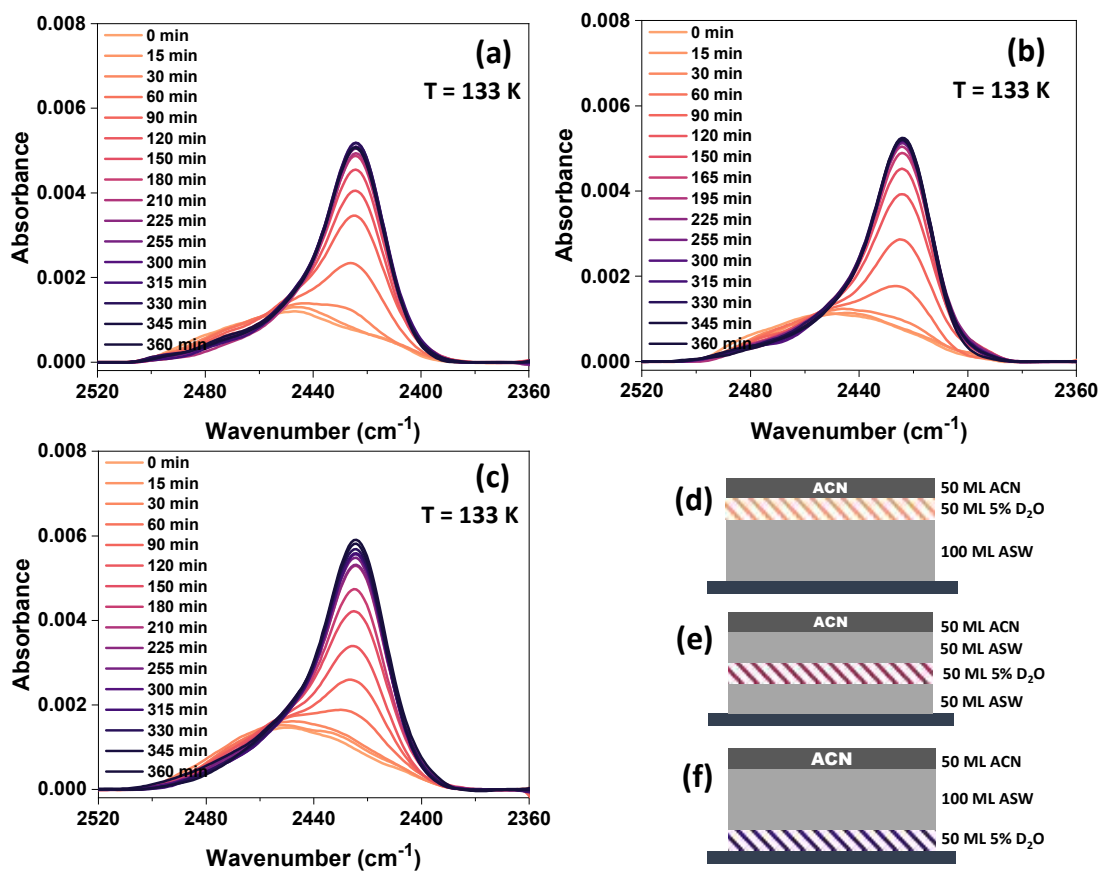 (a)
T = 133 K
0 min
15 min
30 min
60 min
90 min
120 min
150 min
180 min
210 min
225 min
255 min
300 min
315 min
330 min
345 min
360 min
0.008
0.006
0.004
0.002
0.000
Absorbance
2520 2480 2440 2400 2360
Wavenumber (cm⁻¹)
(b)
T = 133 K
0 min
15 min
30 min
60 min
90 min
120 min
150 min
165 min
195 min
225 min
255 min
300 min
315 min
330 min
345 min
360 min
0.008
0.006
0.004
0.002
0.000
Absorbance
2520 2480 2440 2400 2360
Wavenumber (cm⁻¹)
(c)
T = 133 K
0 min
15 min
30 min
60 min
90 min
120 min
150 min
180 min
210 min
225 min
255 min
300 min
315 min
330 min
345 min
360 min
0.008
0.006
0.004
0.002
0.000
Absorbance
2520 2480 2440 2400 2360
Wavenumber (cm⁻¹)
(d)
ACN
50 ML ACN
50 ML 5% D₂O
100 ML ASW
(e)
ACN
50 ML ACN
50 ML ASW
50 ML 5% D₂O
50 ML ASW
(f)
ACN
50 ML ACN
100 ML ASW
50 ML 5% D₂O